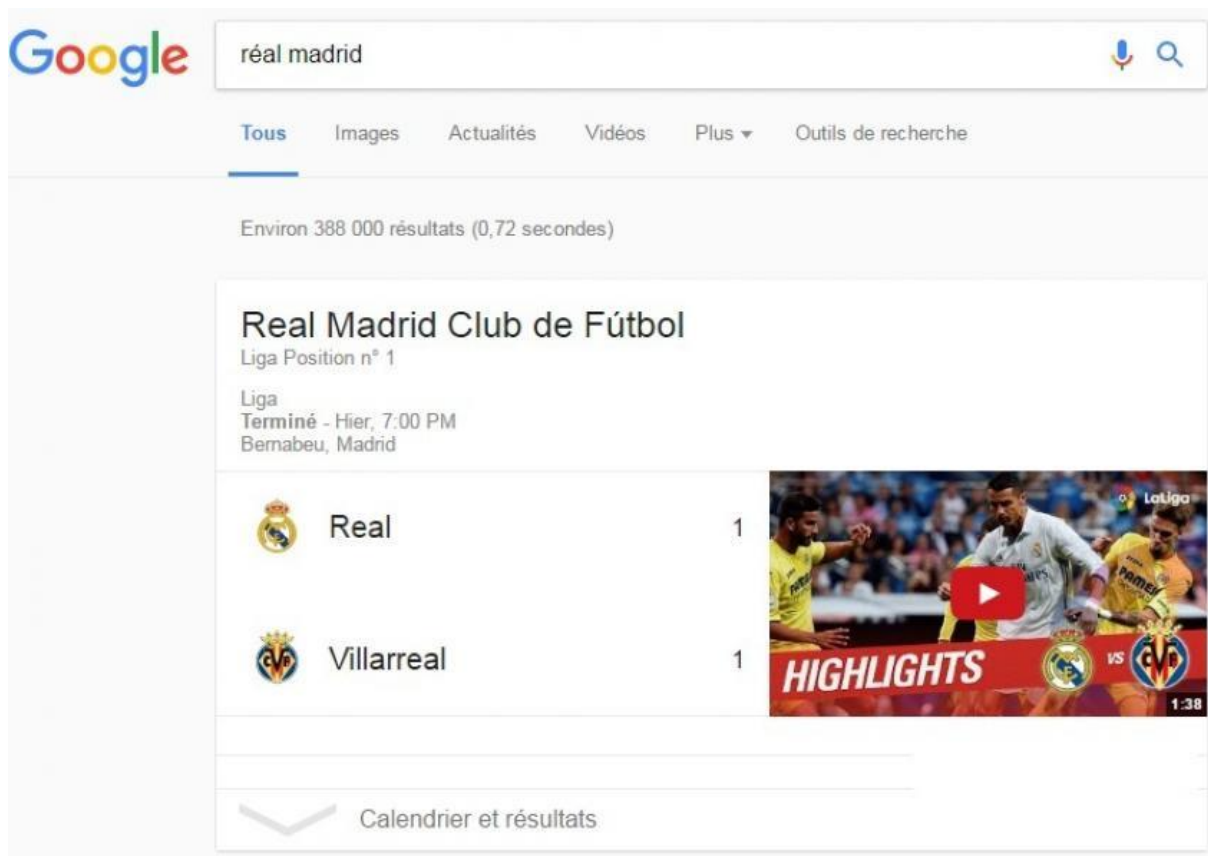 Google
réal madrid
Tous Images Actualités Vidéos Plus Outils de recherche
Environ 388 000 résultats (0,72 secondes)
Real Madrid Club de Fútbol
Liga Position n° 1
Liga
Terminé - Hier, 7:00 PM
Bernabeu, Madrid
Real 1
LaLiga
PAMESA
HIGHLIGHTS VS
1:38
Villarreal 1
Calendrier et résultats